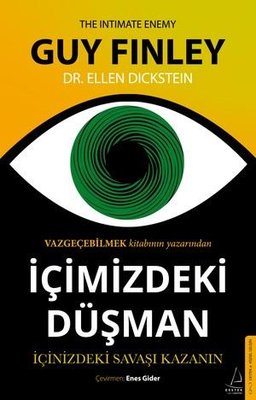 THE INTIMATE ENEMY
GUY FINLEY
DR. ELLEN DICKSTEIN
VAZGEÇEBİLMEK kitabının yazarından
İÇİMİZDEKİ
DÜŞMAN
İÇİNİZDEKİ SAVAŞI KAZANIN
Çevirmen: Enes Gider
DESTEK